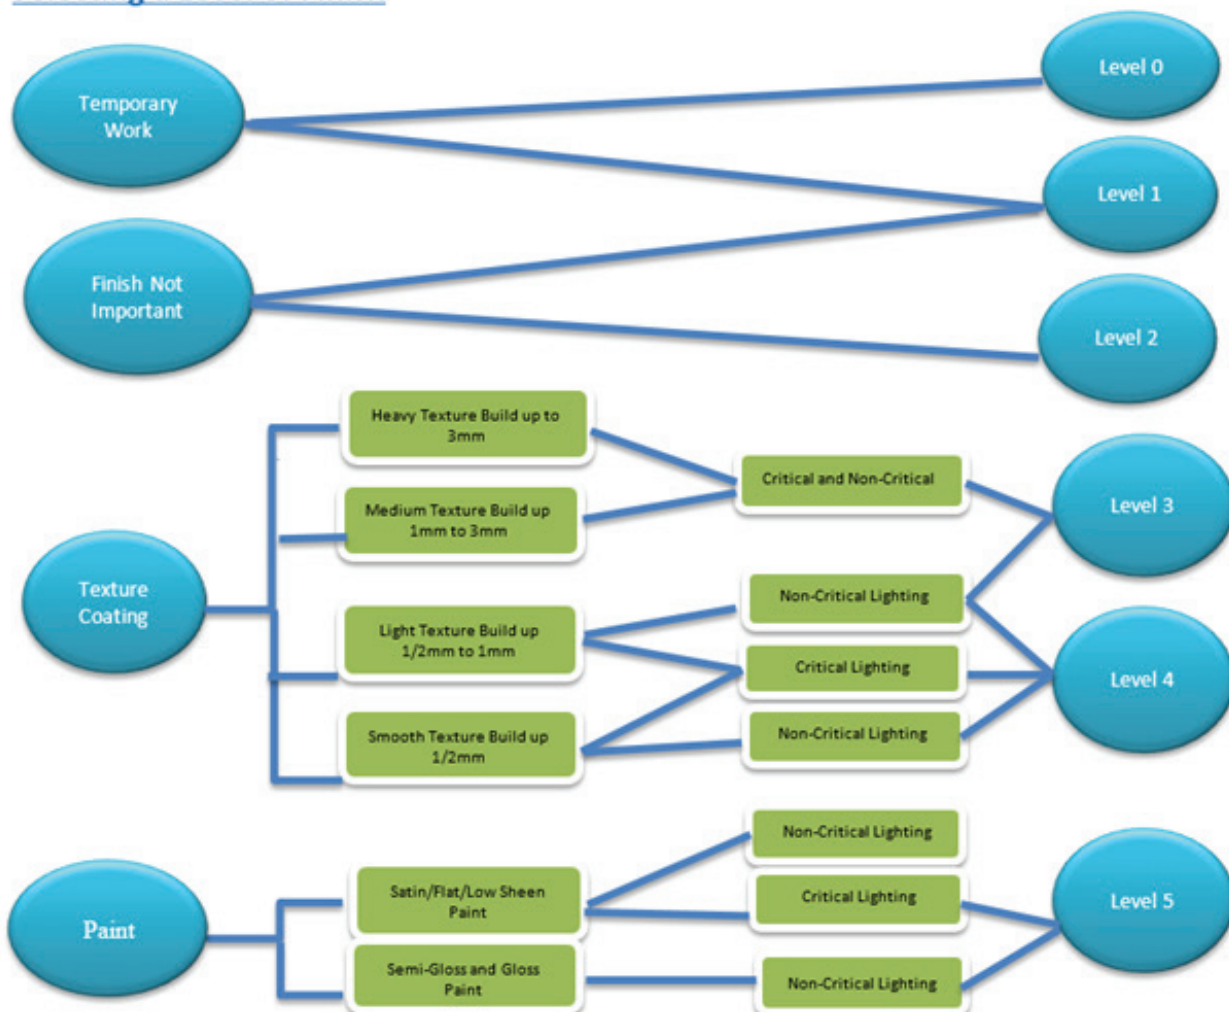 Temporary
Work
Level 0
Level 1
Finish Not
Important
Level 2
Heavy Texture Build up to
3mm
Critical and Non-Critical
Level 3
Medium Texture Build up
1mm to 3mm
Texture
Coating
Non-Critical Lighting
Light Texture Build up
1/2mm to 1mm
Critical Lighting
Level 4
Smooth Texture Build up
1/2mm
Non-Critical Lighting
Non-Critical Lighting
Paint
Satin/Flat/Low Sheen
Paint
Critical Lighting
Level 5
Semi-Gloss and Gloss
Paint
Non-Critical Lighting